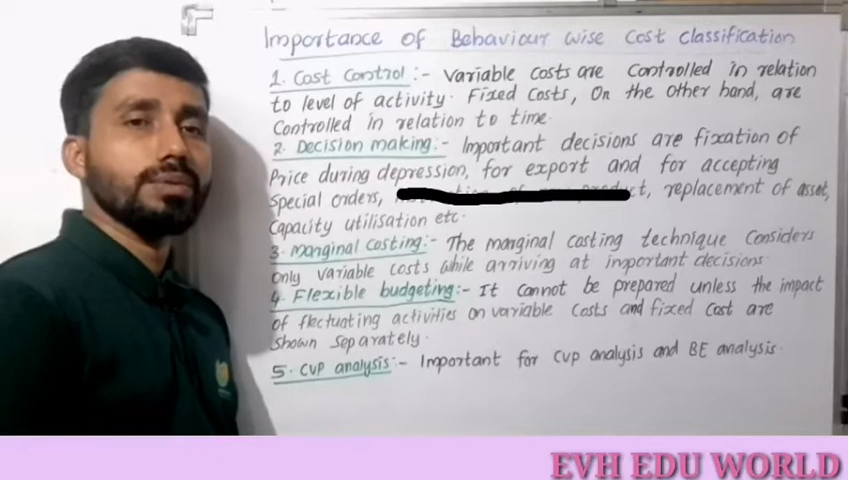 Importance of Behaviour wise Cost Classification
1. Cost Control :- Variable costs are Controlled in relation
to level of activity. Fixed Costs, On the other hand, are
Controlled in relation to time.
2. Decision making :- Important decisions are fixation of
Price during depression, for export and for accepting
Special orders, replacement of asset,
Capacity utilisation etc.
3. Marginal Costing :- The marginal costing technique Considers
Only variable costs while arriving at important decisions.
4. Flexible budgeting :- It Cannot be prepared unless the impact
of fluctuating activities on variable Costs and fixed Cost are
Shown Separately.
5. CVP analysis :- Important for CVP analysis and BE analysis.
EVH EDU WORLD